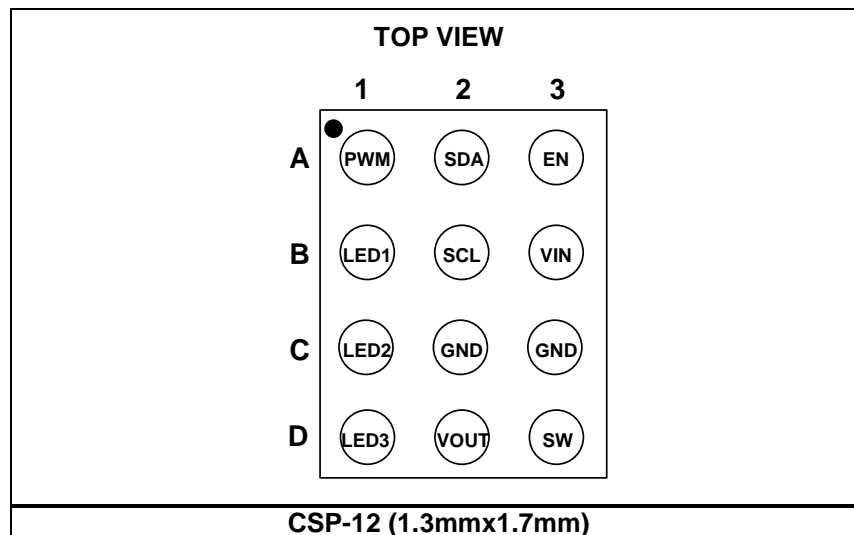 TOP VIEW
1 2 3
A PWM SDA EN
B LED1 SCL VIN
C LED2 GND GND
D LED3 VOUT SW
CSP-12 (1.3mmx1.7mm)